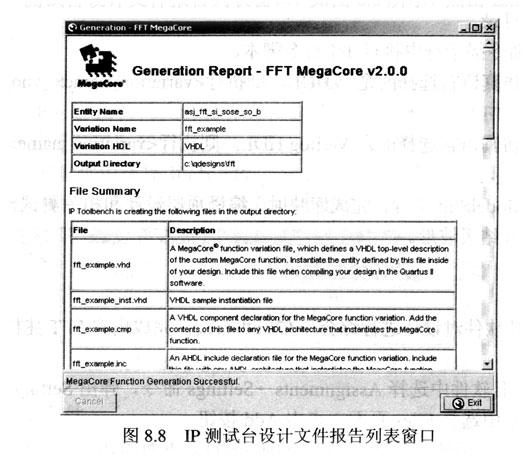 Generation - FFT MegaCore
MegaCore®
Generation Report - FFT MegaCore v2.0.0
Entity Name asj_fft_si_sose_so_b
Variation Name fft_example
Variation HDL VHDL
Output Directory c:\qdesigns\fft
File Summary
IP Toolbench is creating the following files in the output directory:
File Description
fft_example.vhd A MegaCore® function variation file, which defines a VHDL top-level description
of the custom MegaCore function. Instantiate the entity defined by this file inside
of your design. Include this file when compiling your design in the Quartus II
software.
fft_example_inst.vhd VHDL sample instantiation file
fft_example.cmp A VHDL component declaration for the MegaCore function variation. Add the
contents of this file to any VHDL architecture that instantiates the MegaCore
function.
fft_example.inc An AHDL include declaration file for the MegaCore function variation. Include
this file with any AHDL architecture that instantiates the MegaCore function.
MegaCore Function Generation Successful.
Cancel
Exit
图 8.8 IP 测试台设计文件报告列表窗口